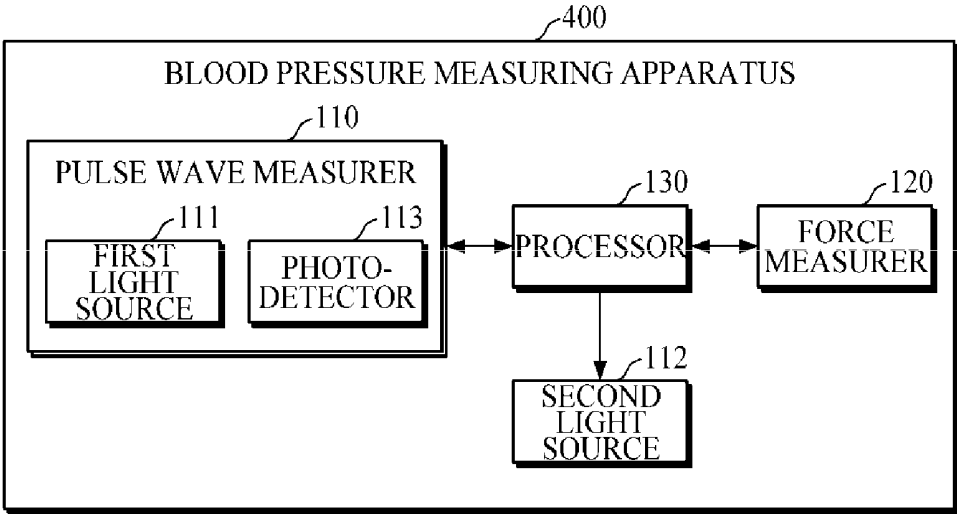 400
BLOOD PRESSURE MEASURING APPARATUS
110
PULSE WAVE MEASURER
111
FIRST
LIGHT
SOURCE
113
PHOTO-
DETECTOR
130
PROCESSOR
120
FORCE
MEASURER
112
SECOND
LIGHT
SOURCE